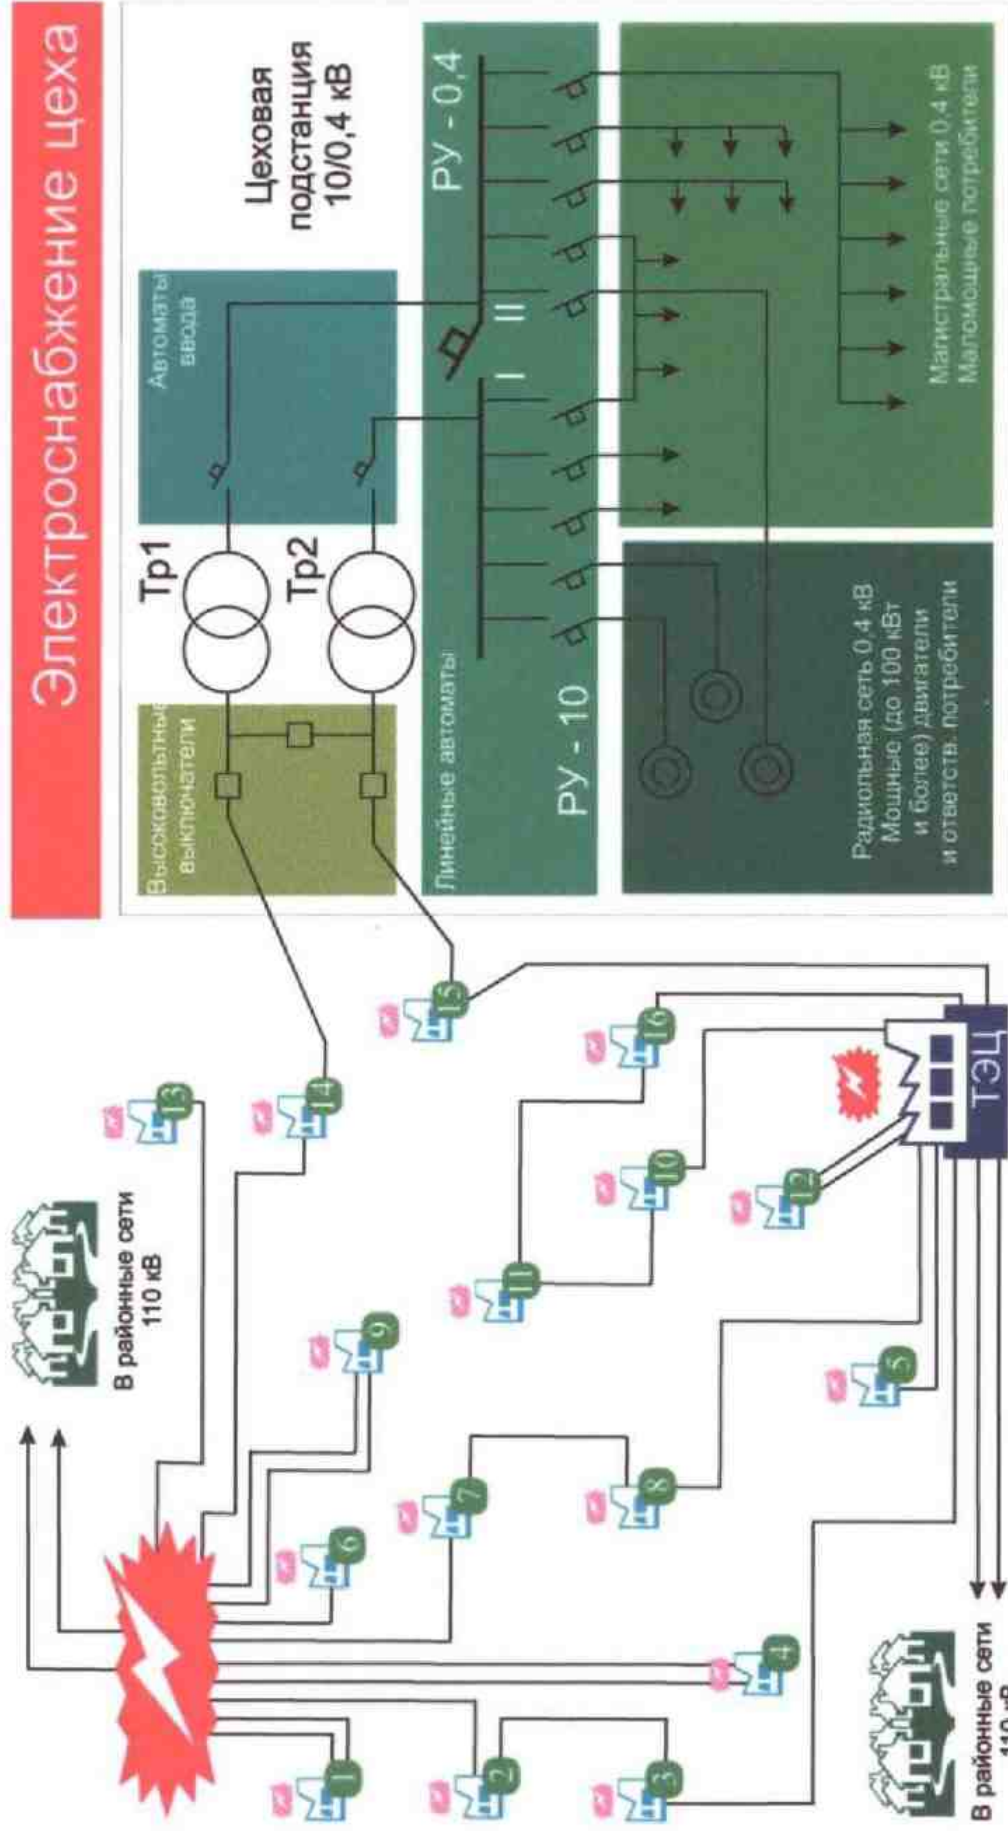 Электроснабжение цеха
В районные сети
110 кВ
13
14
9
6
7
1
2
3
4
8
5
11
10
12
16
15
ТЭЦ
В районные сети
110 кВ
Высоковольтные
выключатели
Тр1
Тр2
Автоматы
ввода
Цеховая
подстанция
10/0,4 кВ
Линейные автоматы
РУ - 10
I
II
РУ - 0,4
Радиольная сеть 0,4 кВ
Мощные (до 100 кВт
и более) двигатели
и ответств. потребители
Магистральные сети 0,4 кВ
Маломощные потребители